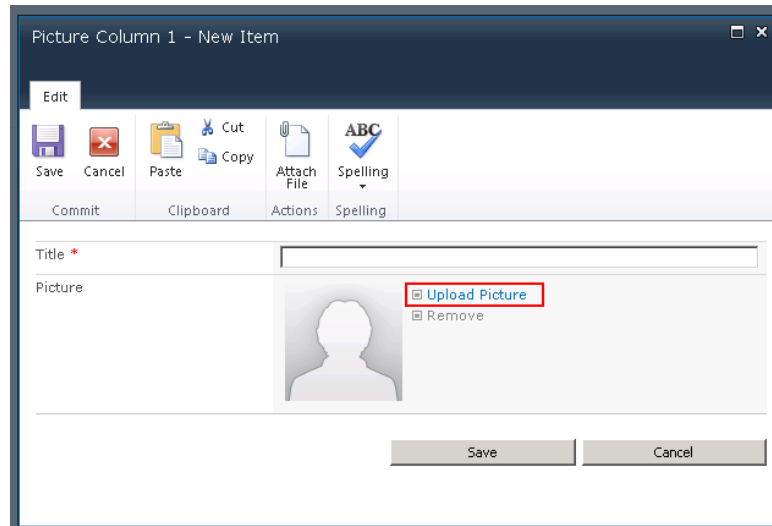 Picture Column 1 - New Item
Edit
Save
Cancel
Paste
Cut
Copy
Attach
File
ABC
Spelling
Commit
Clipboard
Actions
Spelling
Title *
Picture
Upload Picture
Remove
Save
Cancel